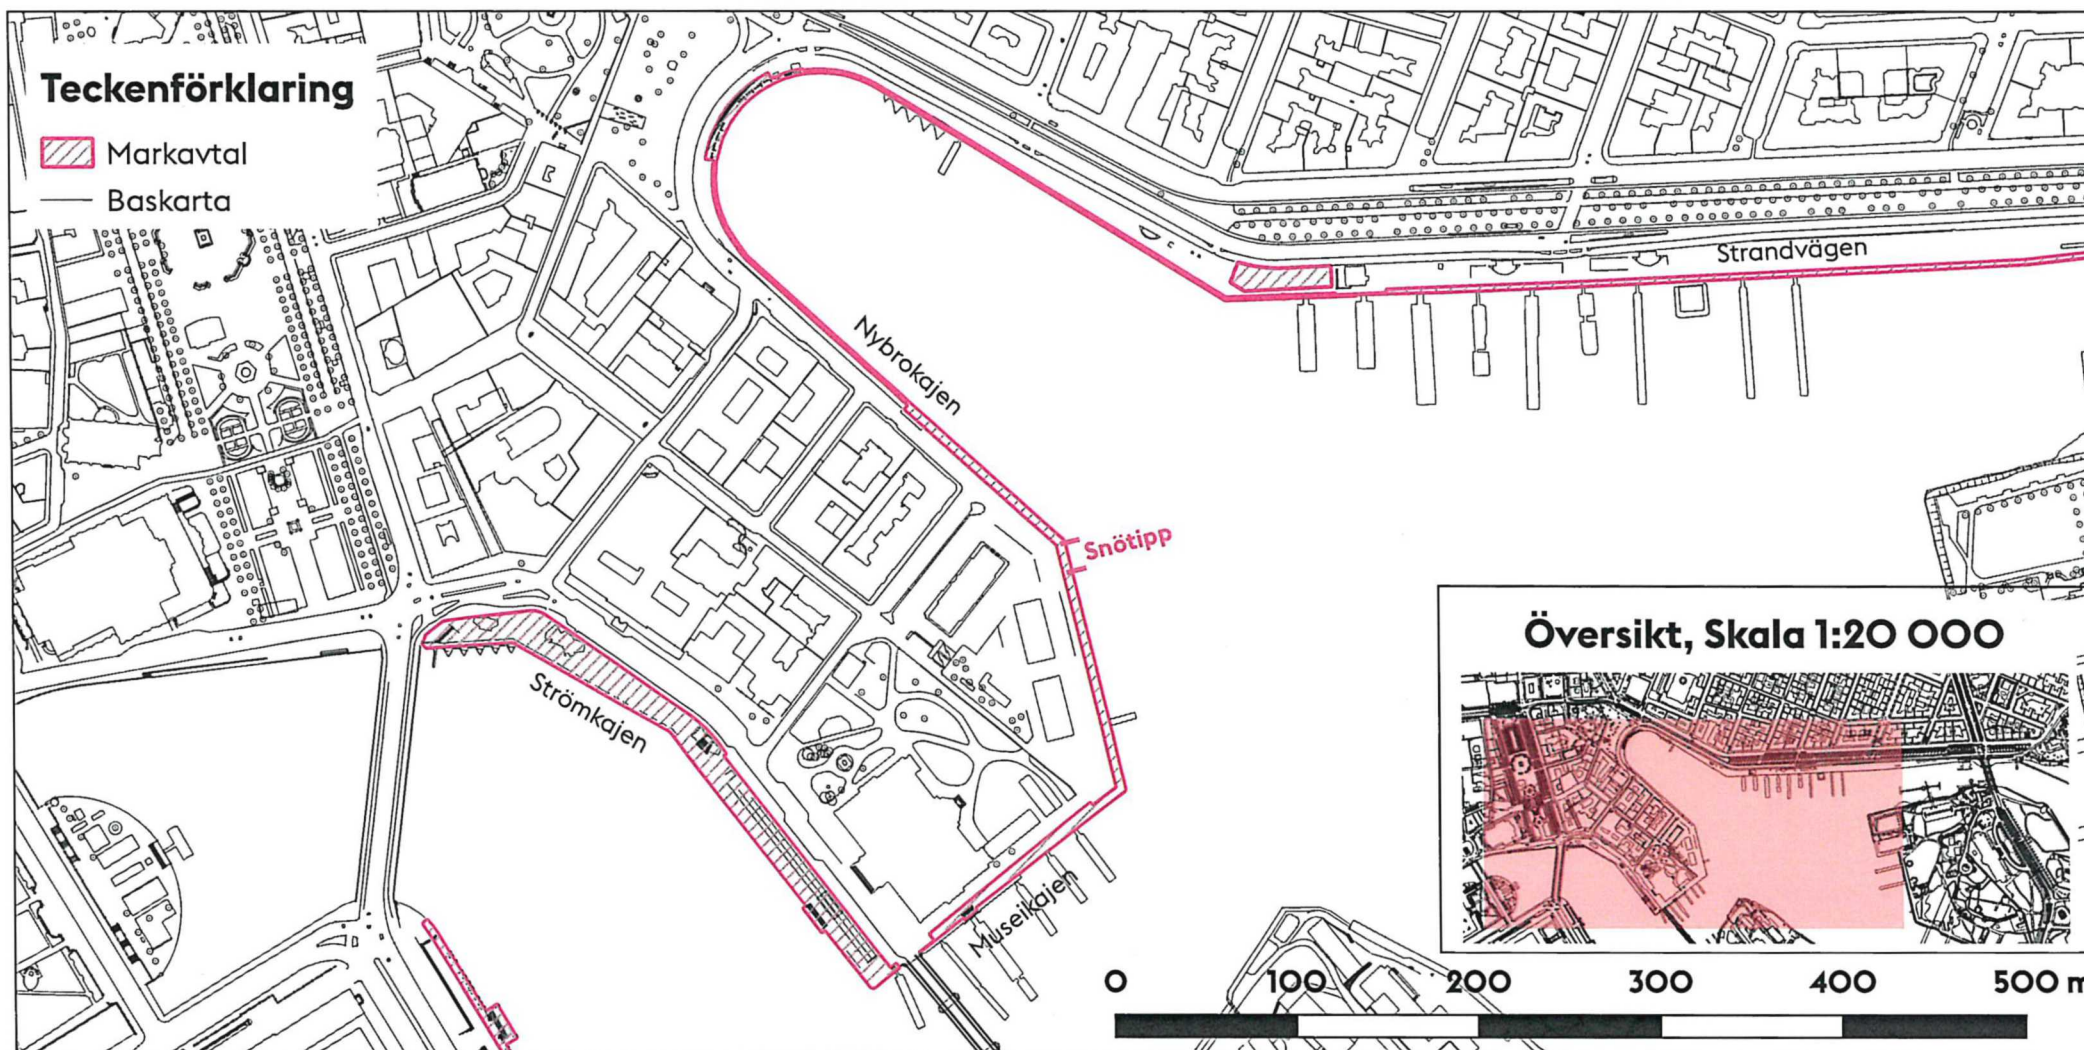 Teckenförklaring
Markavtal
Baskarta
Strandvägen
Nybrokajen
Snötipp
Strömkajen
Museikajen
Översikt, Skala 1:20 000
0 100 200 300 400 500 m